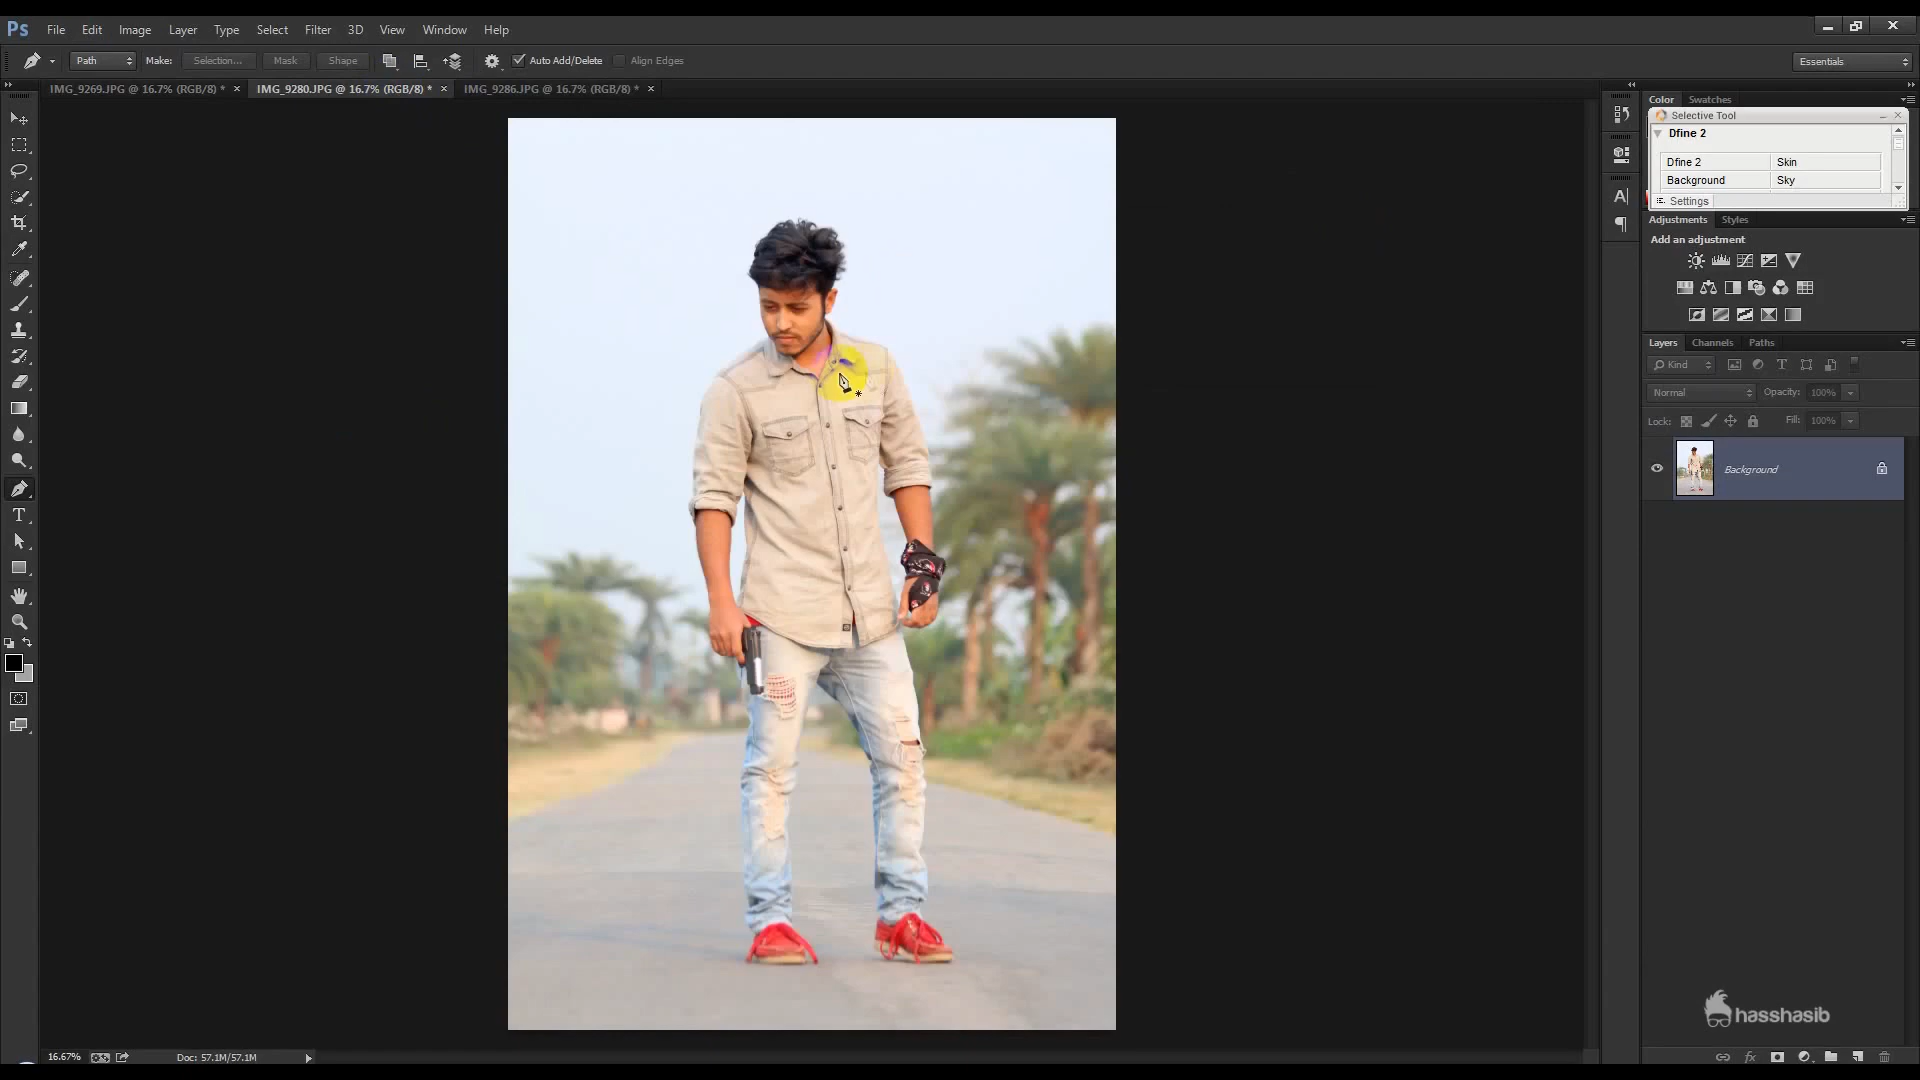 Ps File Edit Image Layer Type Select Filter 3D View Window Help
Path Make: Selection... Mask Shape Auto Add/Delete Align Edges Essentials
IMG_9269.JPG @ 16.7% (RGB/8) * × IMG_9280.JPG @ 16.7% (RGB/8) * × IMG_9286.JPG @ 16.7% (RGB/8) * ×
Color Swatches
Selective Tool
Dfine 2
Dfine 2 Skin
Background Sky
Settings
Adjustments Styles
Add an adjustment
Layers Channels Paths
Kind
Normal Opacity: 100%
Lock: Fill: 100%
Background
hasshasib
16.67% Doc: 57.1M/57.1M